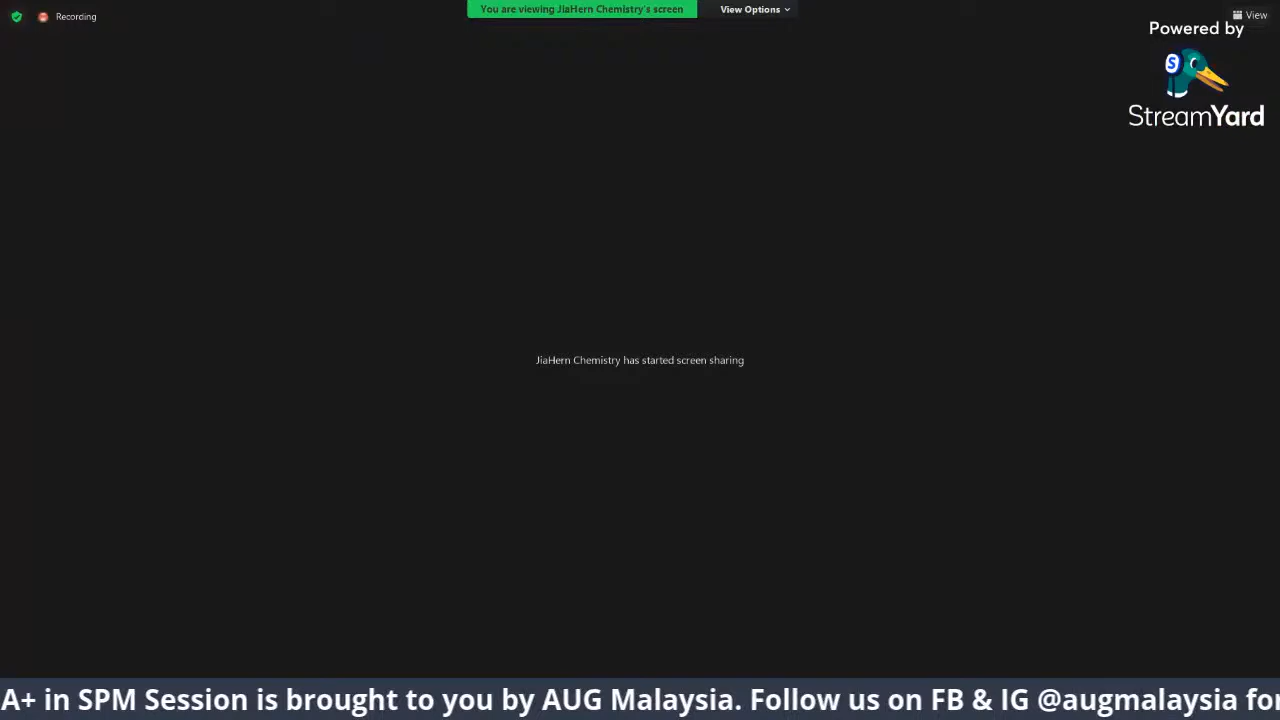 Recording
You are viewing JiaHern Chemistry's screen
View Options
View
Powered by
S
StreamYard
JiaHern Chemistry has started screen sharing
A+ in SPM Session is brought to you by AUG Malaysia. Follow us on FB & IG @augmalaysia for